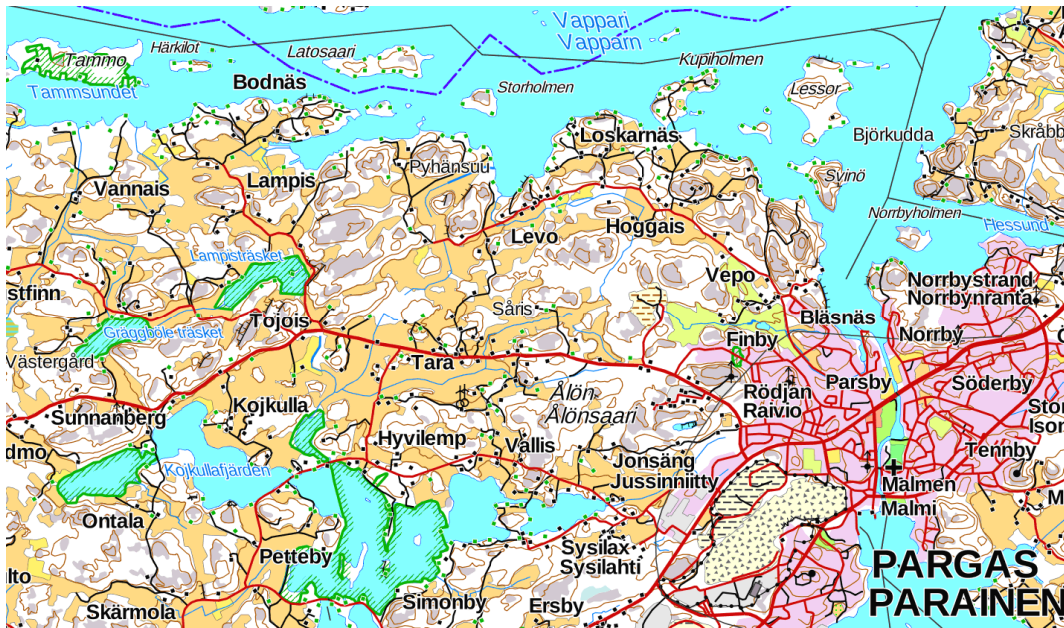 Vappari
Vapparn
Härkilot
Latosaari
Tammo
Kupiholmen
Bodnäs
Storholmen
Lessor
Tammsundet
Loskarnäs
Björkudda
Skråbb
Pyhänsuu
Vannais
Lampis
Svinö
Norrbyholmen
Hessund
Levo
Hoggais
Lampisträsket
Vepo
Norrbystrand
Norrbynranta
stfinn
Såris
Tojois
Bläsnäs
Gräggböle träsket
Finby
Norrby
Västergård
Tara
Ålön
Ålönsaari
Rödjan
Raivio
Parsby
Söderby
Sunnanberg
Kojkulla
Stor
Isor
Hyvilemp
Vallis
dmo
Kojkullafjärden
Jonsäng
Jussinniitty
Tennby
Malmen
Malmi
M
Ontala
Petteby
Sysilax
Sysilahti
PARGAS
PARAINEN
lto
Skärmola
Simonby
Ersby